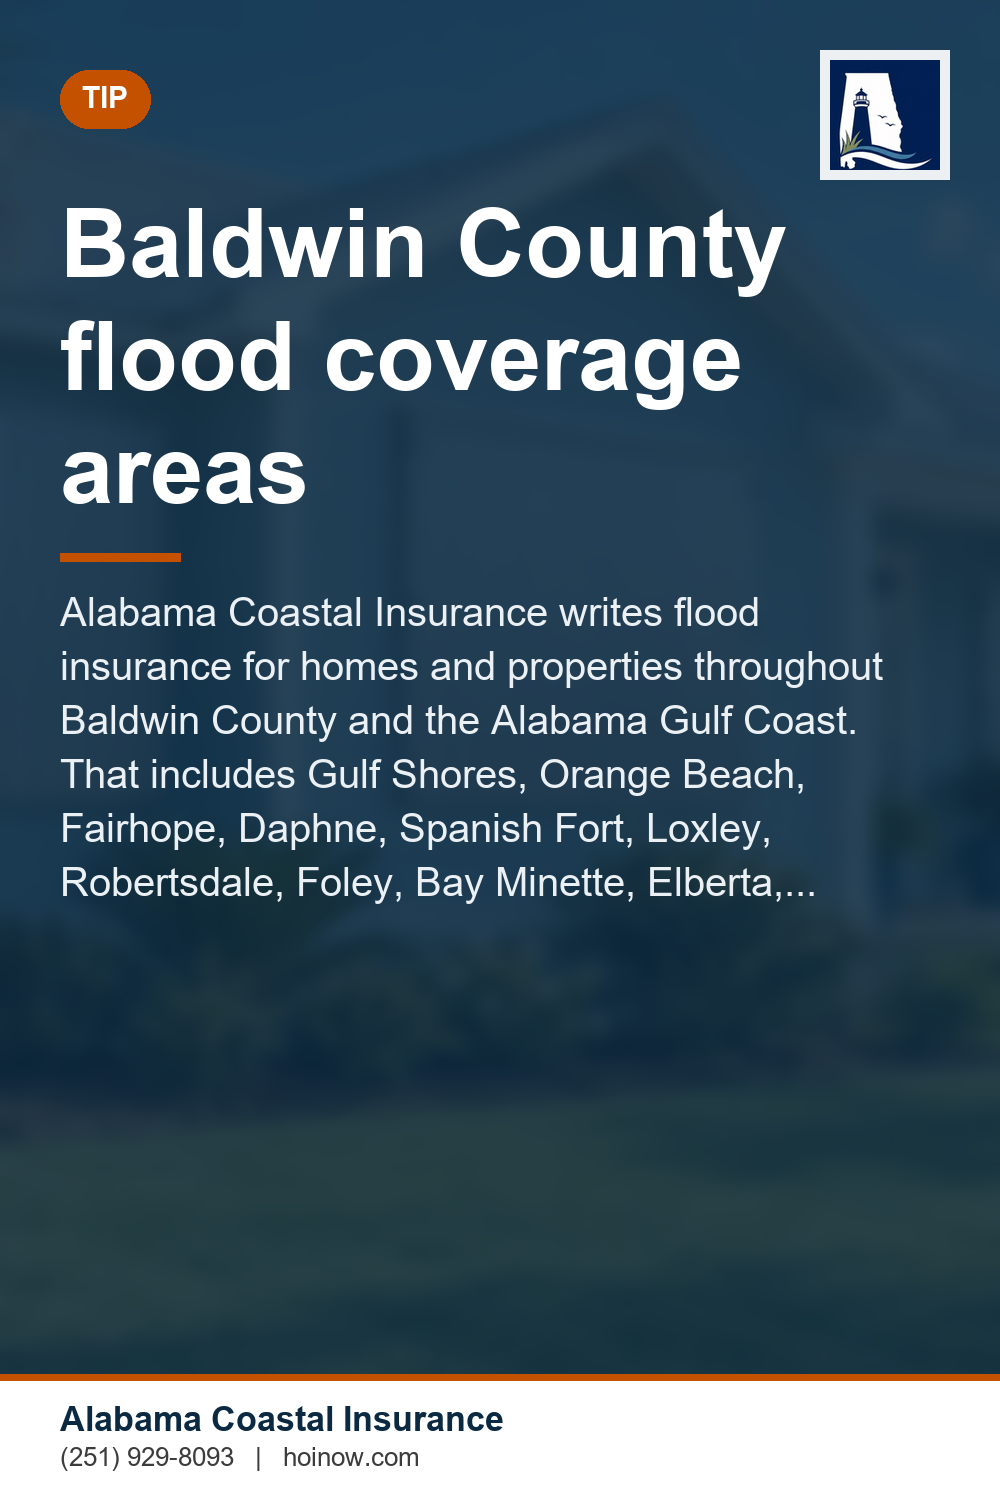 TIP
Baldwin County
flood coverage
areas
Alabama Coastal Insurance writes flood
insurance for homes and properties throughout
Baldwin County and the Alabama Gulf Coast.
That includes Gulf Shores, Orange Beach,
Fairhope, Daphne, Spanish Fort, Loxley,
Robertsdale, Foley, Bay Minette, Elberta,...
Alabama Coastal Insurance
(251) 929-8093 | hoinow.com